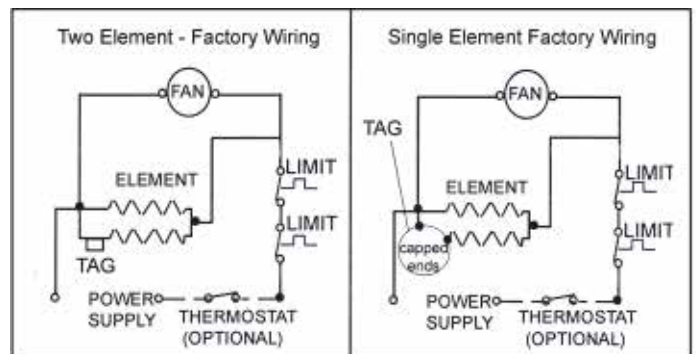 Two Element - Factory Wiring
FAN
LIMIT
ELEMENT
LIMIT
TAG
POWER
SUPPLY
THERMOSTAT
(OPTIONAL)
Single Element Factory Wiring
FAN
TAG
LIMIT
ELEMENT
LIMIT
capped
ends
POWER
SUPPLY
THERMOSTAT
(OPTIONAL)